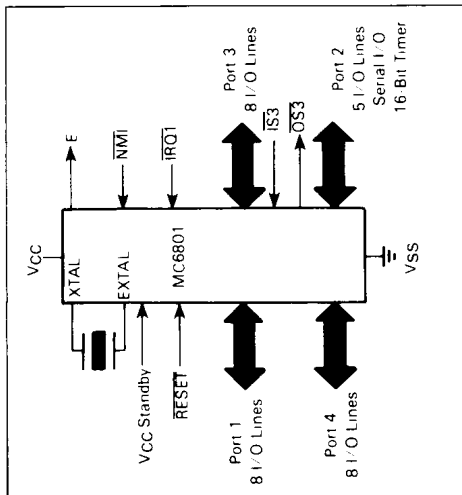 VCC
XTAL
EXTAL
E
VCC Standby
NMI
RESET
MC6801
IRQ1
Port 1
8 I/O Lines
Port 3
8 I/O Lines
IS3
OS3
Port 4
8 I/O Lines
Port 2
5 I/O Lines
Serial I/O
16-Bit Timer
VSS